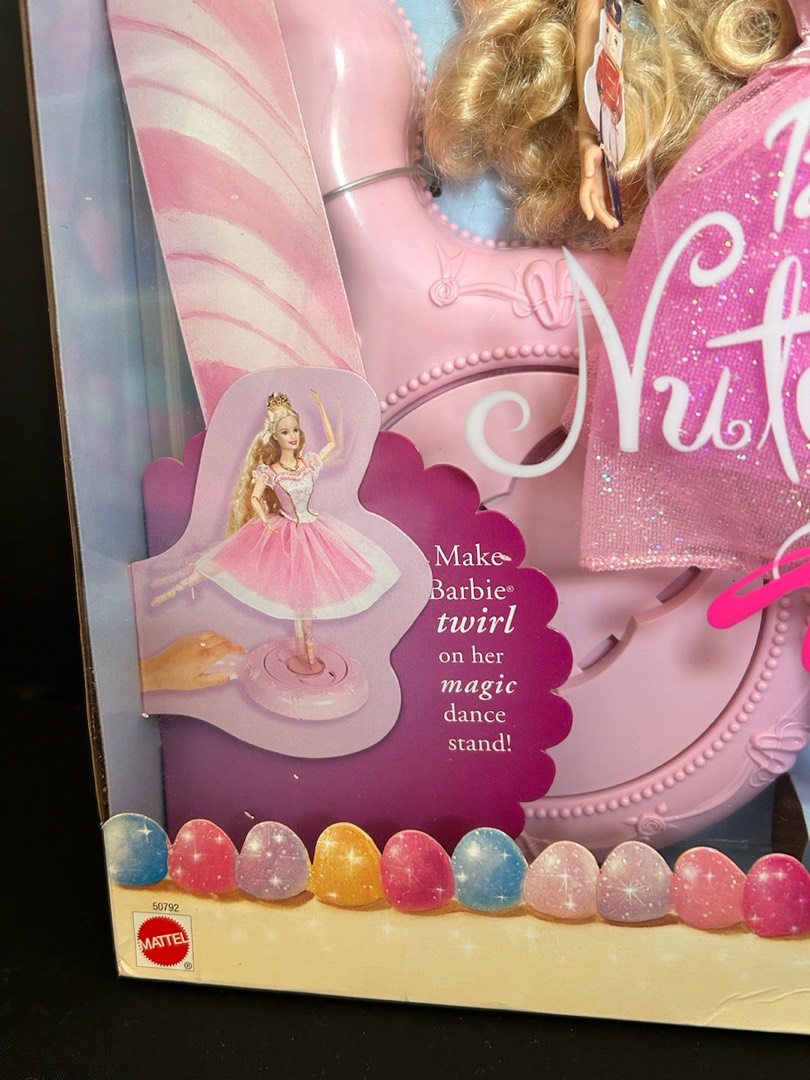 Make
Barbie®
twirl
on her
magic
dance
stand!
50792
MATTEL
®